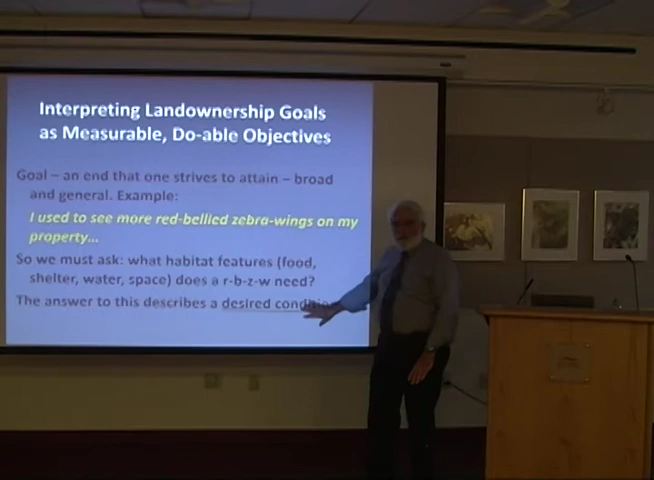 Interpreting Landownership Goals
as Measurable, Do-able Objectives
Goal – an end that one strives to attain – broad
and general. Example:
I used to see more red-bellied zebra-wings on my
property...
So we must ask: what habitat features (food,
shelter, water, space) does a r-b-z-w need?
The answer to this describes a desired condition